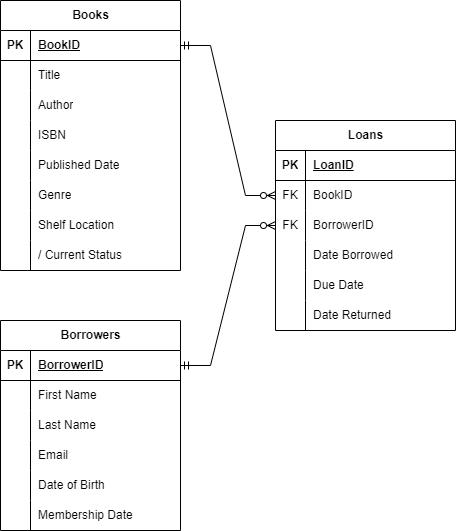 Books
PK BookID
Title
Author
ISBN
Published Date
Genre
Shelf Location
/ Current Status
Loans
PK LoanID
FK BookID
FK BorrowerID
Date Borrowed
Due Date
Date Returned
Borrowers
PK BorrowerID
First Name
Last Name
Email
Date of Birth
Membership Date